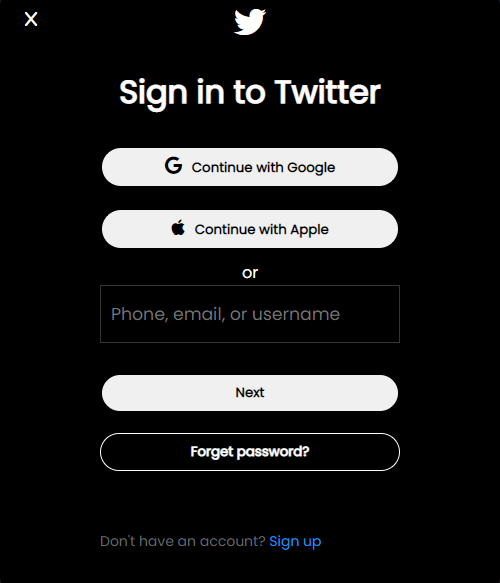 Sign in to Twitter
Continue with Google
Continue with Apple
or
Phone, email, or username
Next
Forget password?
Don't have an account? Sign up